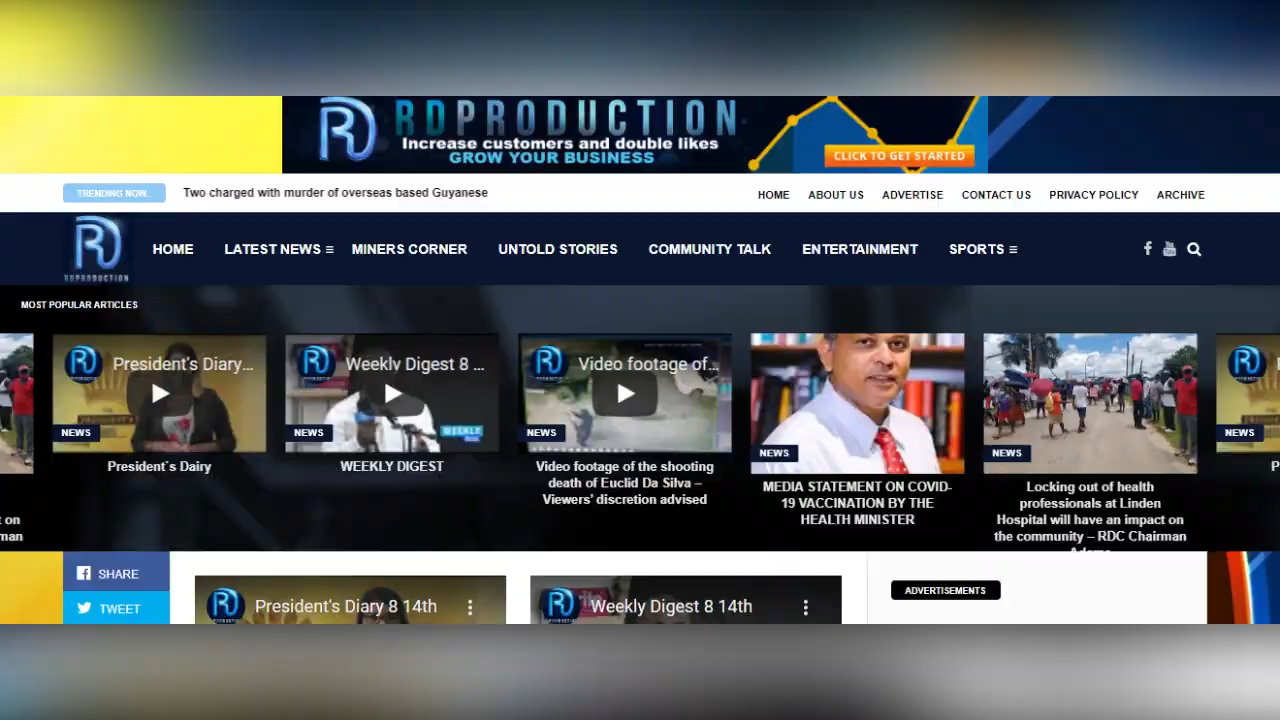 RDPRODUCTION
Increase customers and double likes
GROW YOUR BUSINESS
CLICK TO GET STARTED
TRENDING NOW...
Two charged with murder of overseas based Guyanese
HOME ABOUT US ADVERTISE CONTACT US PRIVACY POLICY ARCHIVE
RDPRODUCTION
HOME LATEST NEWS ≡ MINERS CORNER UNTOLD STORIES COMMUNITY TALK ENTERTAINMENT SPORTS ≡
MOST POPULAR ARTICLES
President's Diary...
NEWS
President`s Dairy
Weekly Digest 8 ...
WEEKLY
NEWS
WEEKLY DIGEST
Video footage of...
NEWS
Video footage of the shooting
death of Euclid Da Silva –
Viewers' discretion advised
NEWS
MEDIA STATEMENT ON COVID-
19 VACCINATION BY THE
HEALTH MINISTER
NEWS
Locking out of health
professionals at Linden
Hospital will have an impact on
the community – RDC Chairman
Adams
NEWS
t on
man
SHARE
TWEET
President's Diary 8 14th
Weekly Digest 8 14th
ADVERTISEMENTS